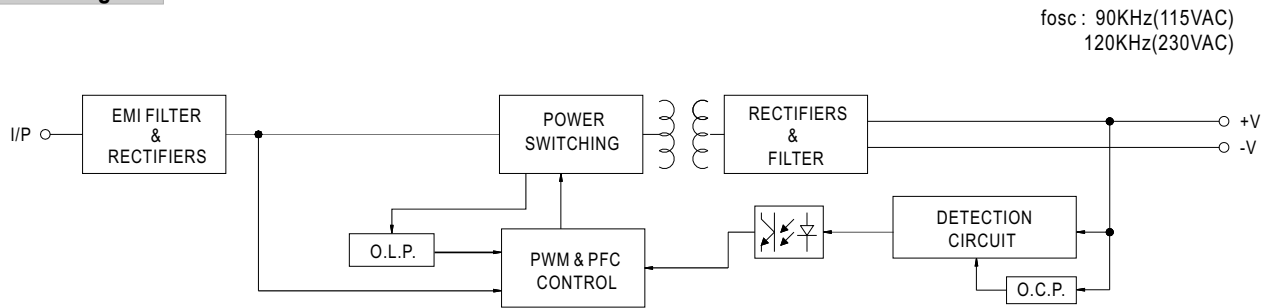 fosc : 90KHz(115VAC)
120KHz(230VAC)
I/P
EMI FILTER
&
RECTIFIERS
POWER
SWITCHING
RECTIFIERS
&
FILTER
+V
-V
O.L.P.
PWM & PFC
CONTROL
DETECTION
CIRCUIT
O.C.P.